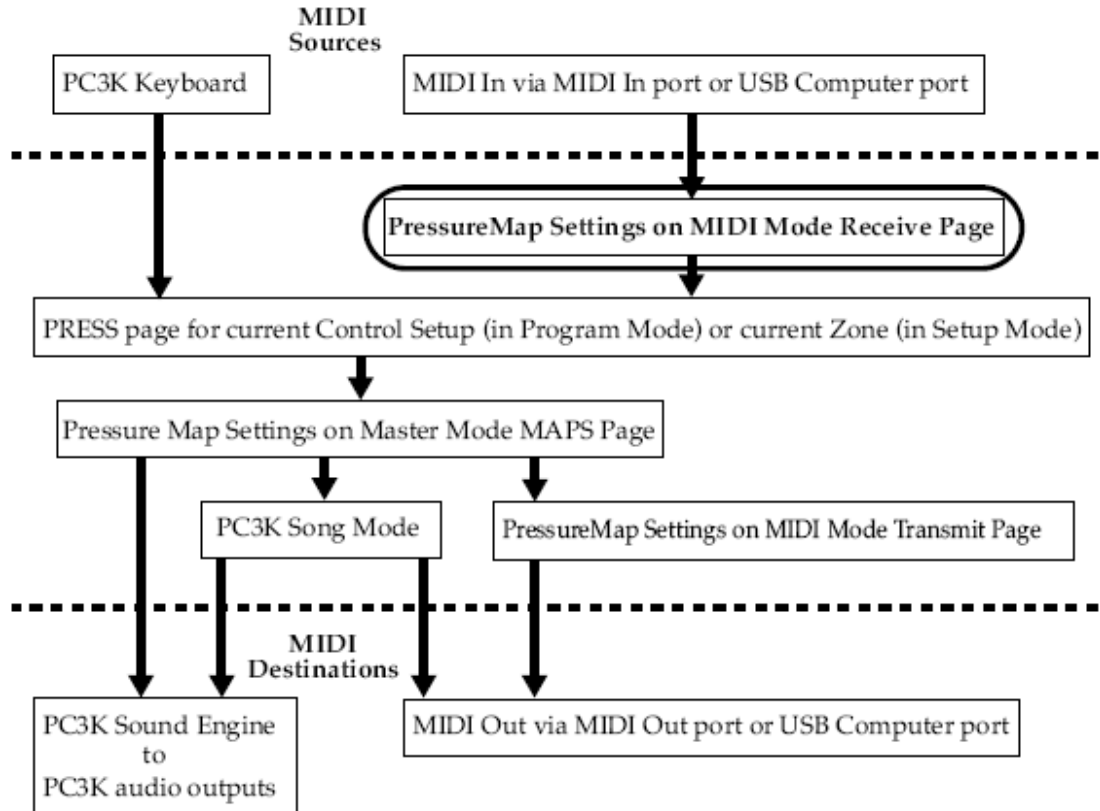 MIDI
Sources
PC3K Keyboard
MIDI In via MIDI In port or USB Computer port
PressureMap Settings on MIDI Mode Receive Page
PRESS page for current Control Setup (in Program Mode) or current Zone (in Setup Mode)
Pressure Map Settings on Master Mode MAPS Page
PC3K Song Mode
PressureMap Settings on MIDI Mode Transmit Page
MIDI
Destinations
PC3K Sound Engine
to
PC3K audio outputs
MIDI Out via MIDI Out port or USB Computer port